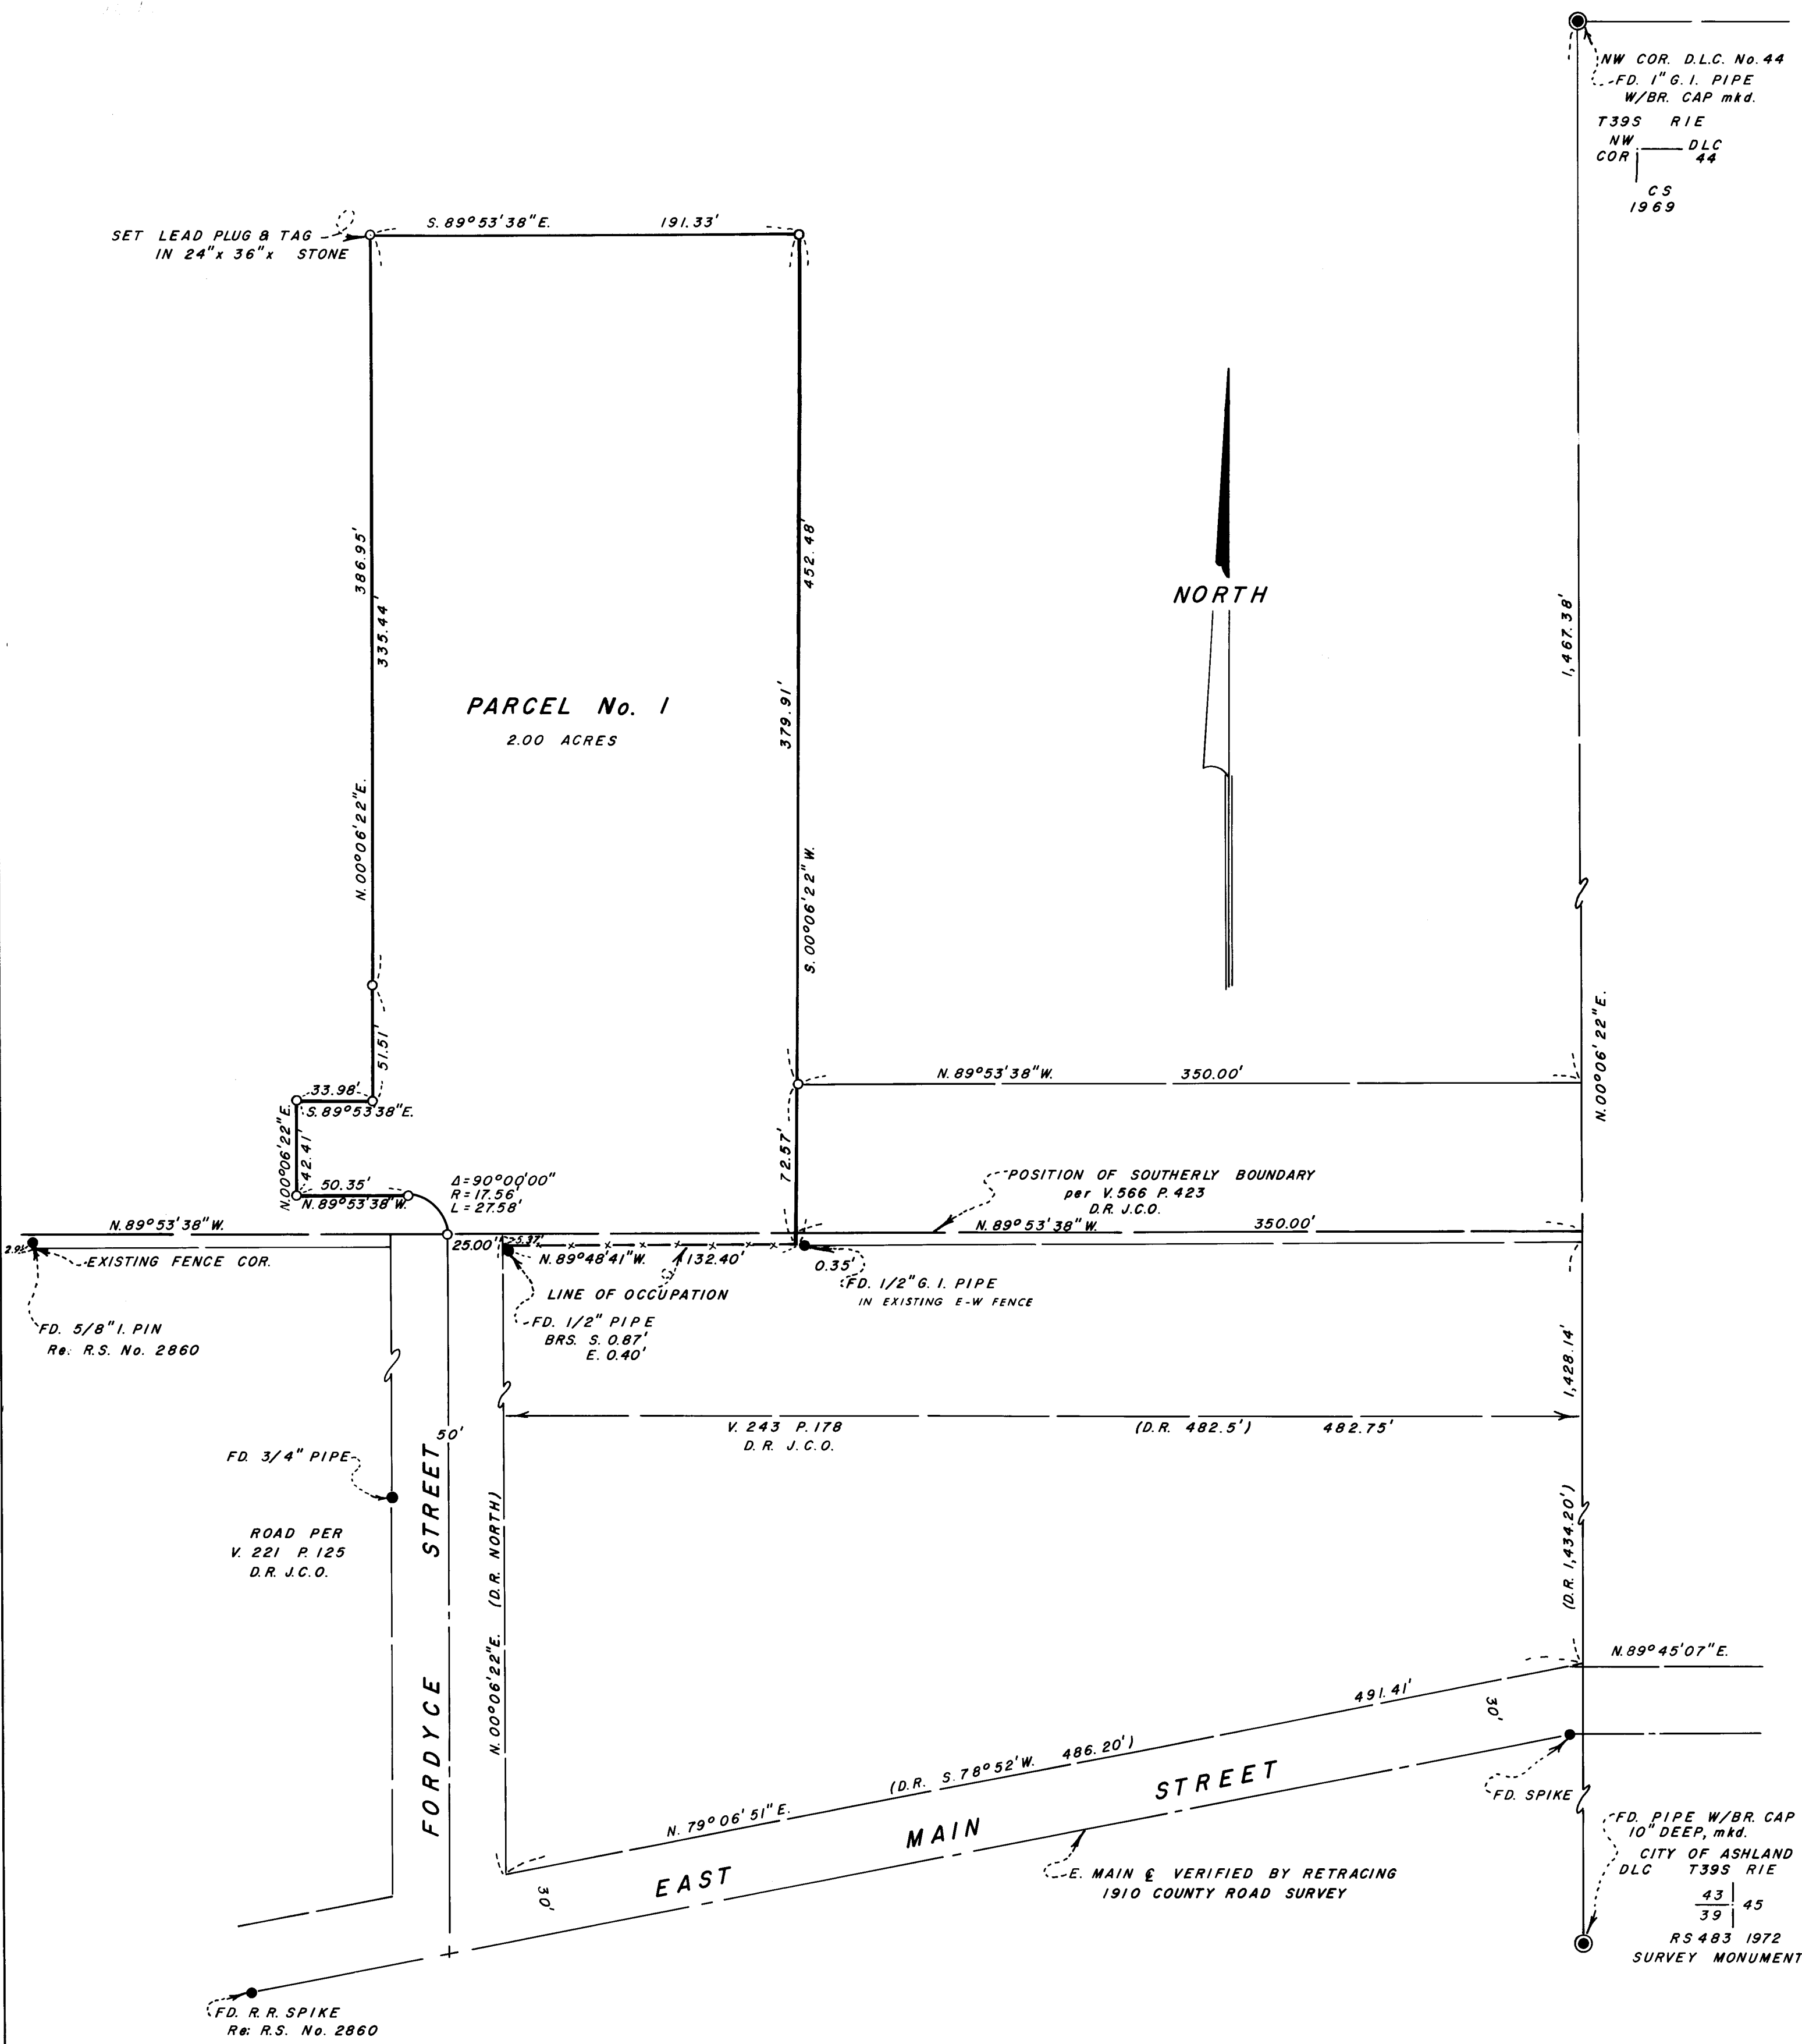 NW COR. D.L.C. No. 44
FD. 1" G. I. PIPE
W/BR. CAP mkd.
T39S R1E
NW DLC
COR 44
CS
1969
SET LEAD PLUG & TAG
IN 24" x 36" x STONE
S. 89° 53' 38" E. 191.33'
386.95'
335.44'
N. 00° 06' 22" E.
452.48'
379.91'
S. 00° 06' 22" W.
NORTH
1,467.38'
PARCEL No. 1
2.00 ACRES
N. 00° 06' 22" E.
51.51'
33.98'
S. 89° 53' 38" E.
N. 00° 06' 22" E.
42.41'
50.35'
N. 89° 53' 38" W.
Δ = 90° 00' 00"
R = 17.56'
L = 27.58'
N. 89° 53' 38" W. 350.00'
72.57'
POSITION OF SOUTHERLY BOUNDARY
per V. 566 P. 423
D.R. J.C.O.
N. 89° 53' 38" W.
N. 89° 53' 38" W. 350.00'
EXISTING FENCE COR.
25.00'
5.37'
N. 89° 48' 41" W. 132.40'
0.35'
LINE OF OCCUPATION
FD. 1/2" G. I. PIPE
IN EXISTING E-W FENCE
FD. 1/2" PIPE
BRS. S. 0.87'
E. 0.40'
FD. 5/8" I. PIN
Re: R.S. No. 2860
1,428.14'
V. 243 P. 178 (D.R. 482.5') 482.75'
D. R. J.C.O.
50'
FD. 3/4" PIPE
ROAD PER
V. 221 P. 125
D.R. J.C.O.
FORDYCE STREET
N. 00° 06' 22" E. (D.R. NORTH)
(D.R. 1,434.20')
N. 89° 45' 07" E.
491.41'
30'
(D.R. S. 78° 52' W. 486.20')
N. 79° 06' 51" E.
EAST MAIN STREET
30'
FD. SPIKE
E. MAIN ℄ VERIFIED BY RETRACING
1910 COUNTY ROAD SURVEY
FD. PIPE W/BR. CAP
10" DEEP, mkd.
CITY OF ASHLAND
DLC T39S R1E
43
39 45
RS 483 1972
SURVEY MONUMENT
FD. R. R. SPIKE
Re: R.S. No. 2860